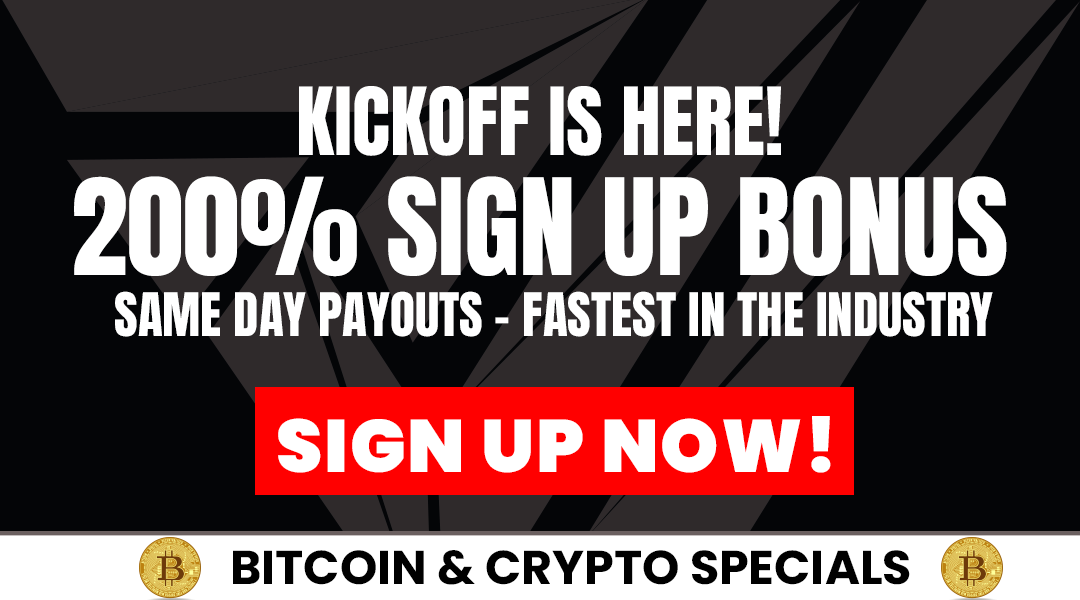 KICKOFF IS HERE!
200% SIGN UP BONUS
SAME DAY PAYOUTS - FASTEST IN THE INDUSTRY
SIGN UP NOW!
BITCOIN & CRYPTO SPECIALS